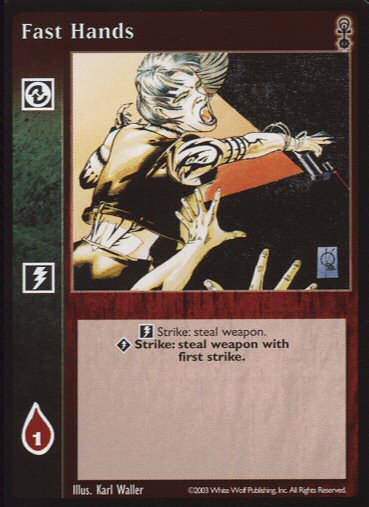 Fast Hands
Strike: steal weapon.
Strike: steal weapon with
first strike.
1
Illus. Karl Waller
©2003 White Wolf Publishing, Inc. All Rights Reserved.